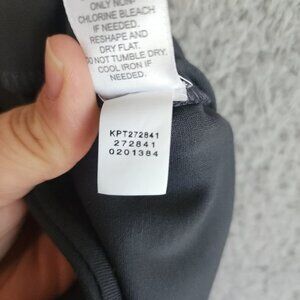 ONLY NON-
CHLORINE BLEACH
IF NEEDED.
RESHAPE AND
DRY FLAT.
DO NOT TUMBLE DRY.
COOL IRON IF
NEEDED.
KPT272841
272841
0201384